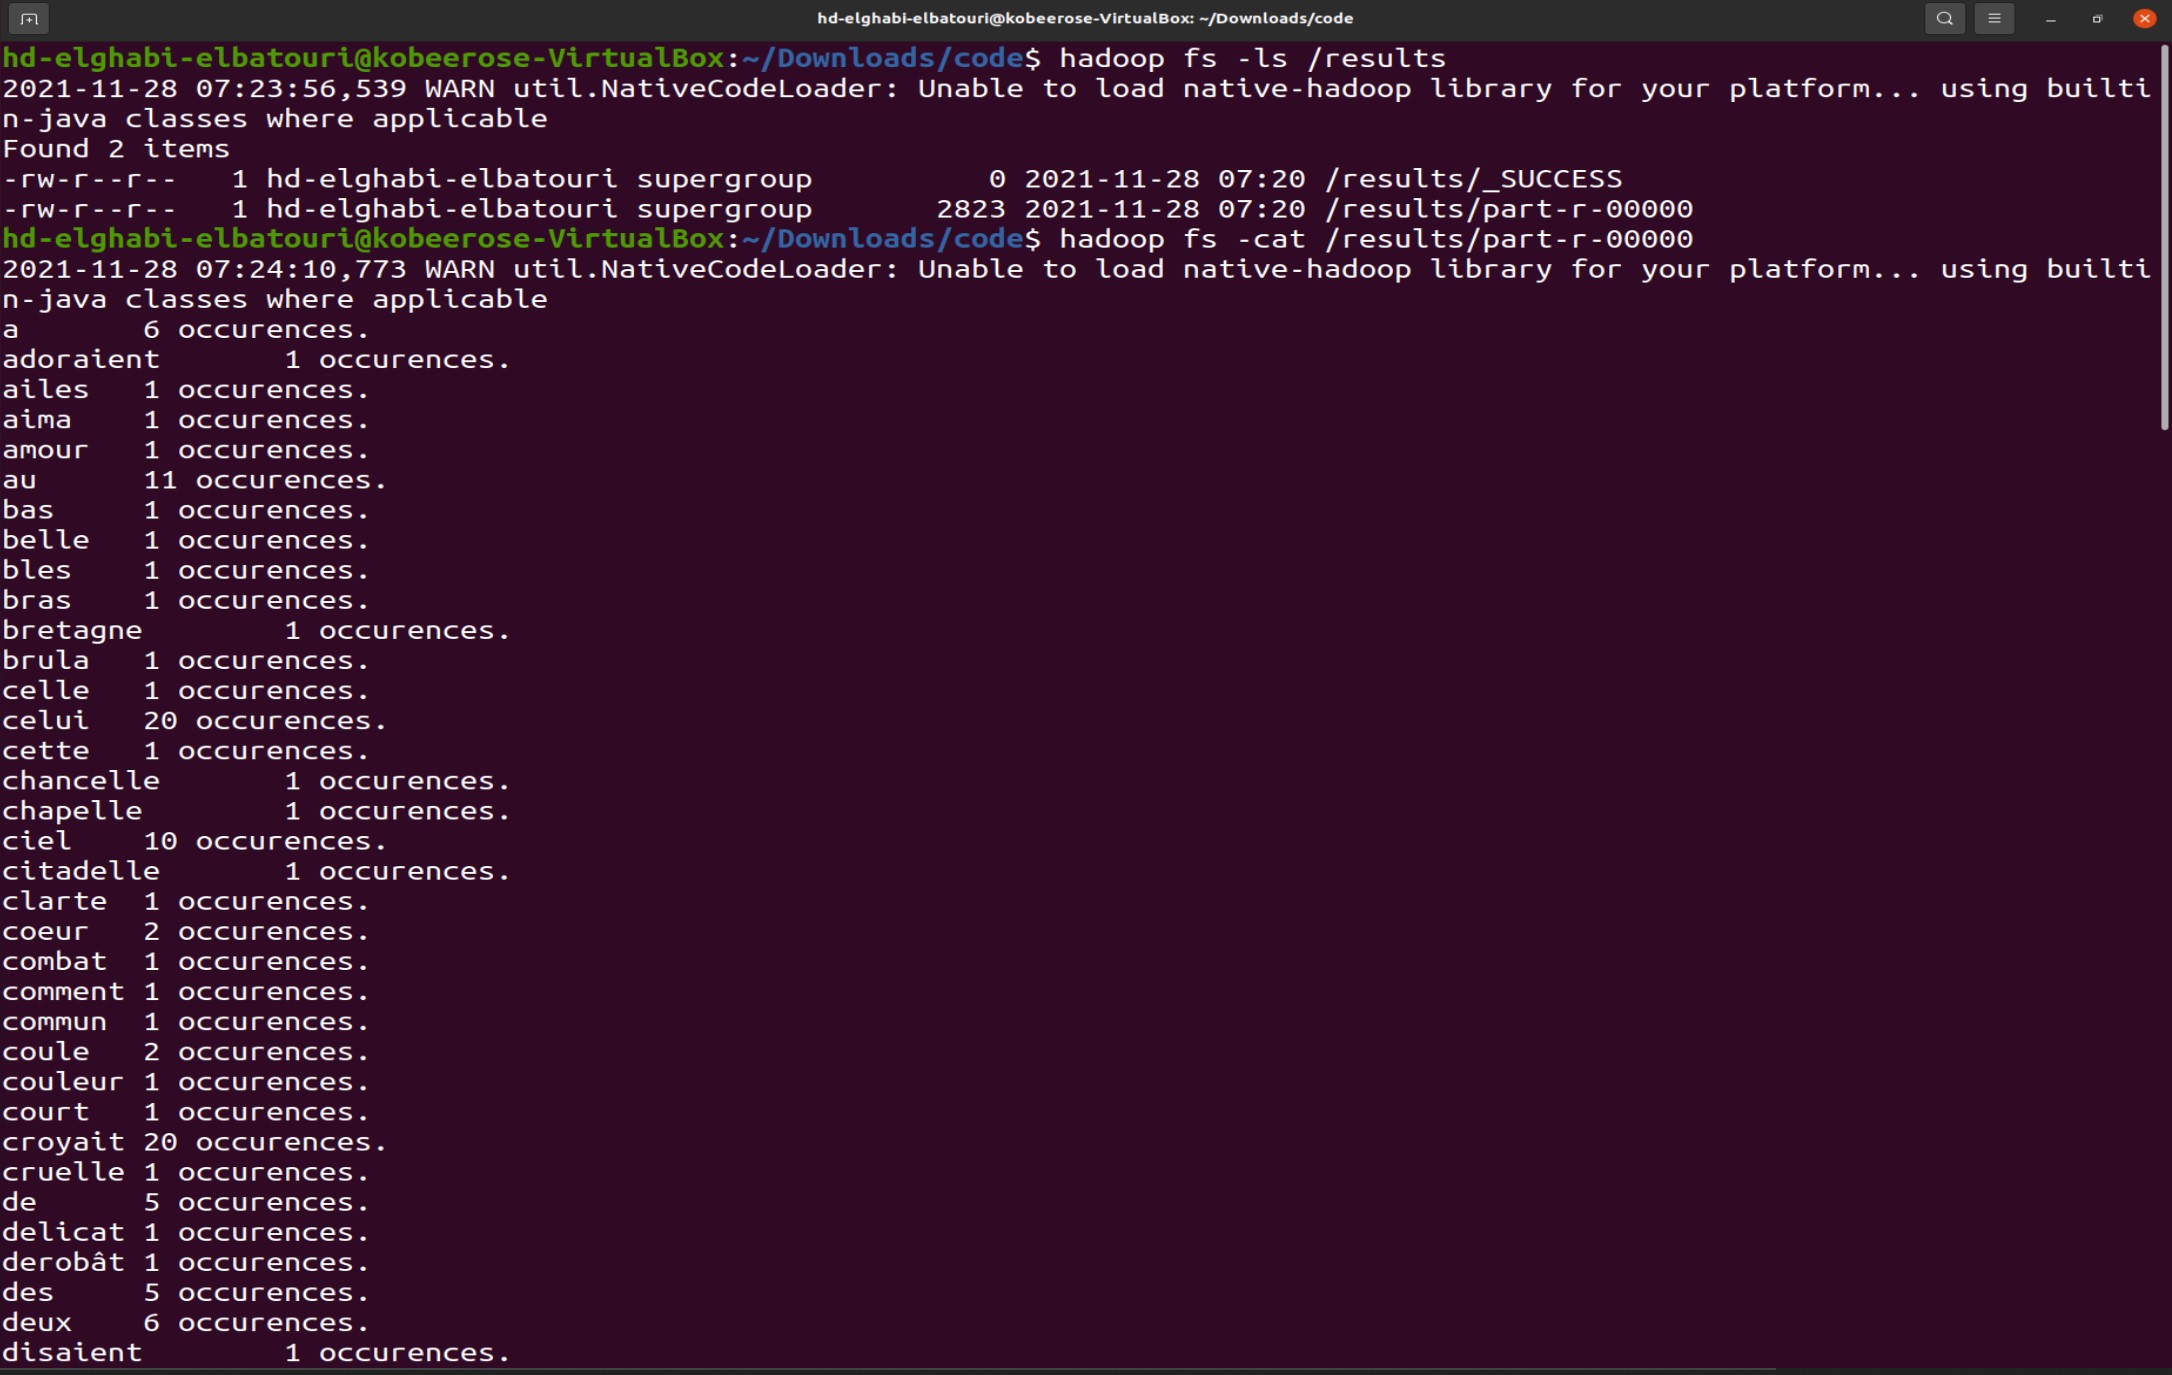 hd-elghabi-elbatouri@kobeerose-VirtualBox: ~/Downloads/code
hd-elghabi-elbatouri@kobeerose-VirtualBox:~/Downloads/code$ hadoop fs -ls /results
2021-11-28 07:23:56,539 WARN util.NativeCodeLoader: Unable to load native-hadoop library for your platform... using builti
n-java classes where applicable
Found 2 items
-rw-r--r--   1 hd-elghabi-elbatouri supergroup          0 2021-11-28 07:20 /results/_SUCCESS
-rw-r--r--   1 hd-elghabi-elbatouri supergroup       2823 2021-11-28 07:20 /results/part-r-00000
hd-elghabi-elbatouri@kobeerose-VirtualBox:~/Downloads/code$ hadoop fs -cat /results/part-r-00000
2021-11-28 07:24:10,773 WARN util.NativeCodeLoader: Unable to load native-hadoop library for your platform... using builti
n-java classes where applicable
a       6 occurences.
adoraient       1 occurences.
ailes   1 occurences.
aima    1 occurences.
amour   1 occurences.
au      11 occurences.
bas     1 occurences.
belle   1 occurences.
bles    1 occurences.
bras    1 occurences.
bretagne        1 occurences.
brula   1 occurences.
celle   1 occurences.
celui   20 occurences.
cette   1 occurences.
chancelle       1 occurences.
chapelle        1 occurences.
ciel    10 occurences.
citadelle       1 occurences.
clarte  1 occurences.
coeur   2 occurences.
combat  1 occurences.
comment 1 occurences.
commun  1 occurences.
coule   2 occurences.
couleur 1 occurences.
court   1 occurences.
croyait 20 occurences.
cruelle 1 occurences.
de      5 occurences.
delicat 1 occurences.
derobât 1 occurences.
des     5 occurences.
deux    6 occurences.
disaient        1 occurences.